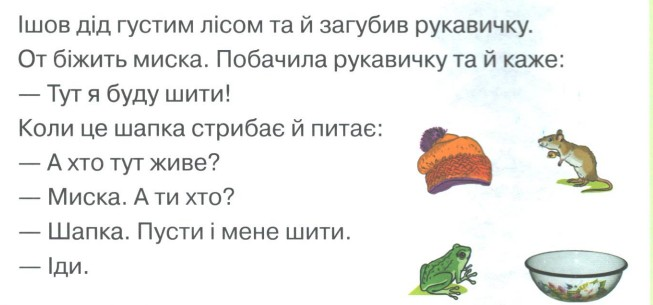 Ішов дід густим лісом та й загубив рукавичку.
От біжить миска. Побачила рукавичку та й каже:
— Тут я буду шити!
Коли це шапка стрибає й питає:
— А хто тут живе?
— Миска. А ти хто?
— Шапка. Пусти і мене шити.
— Іди.